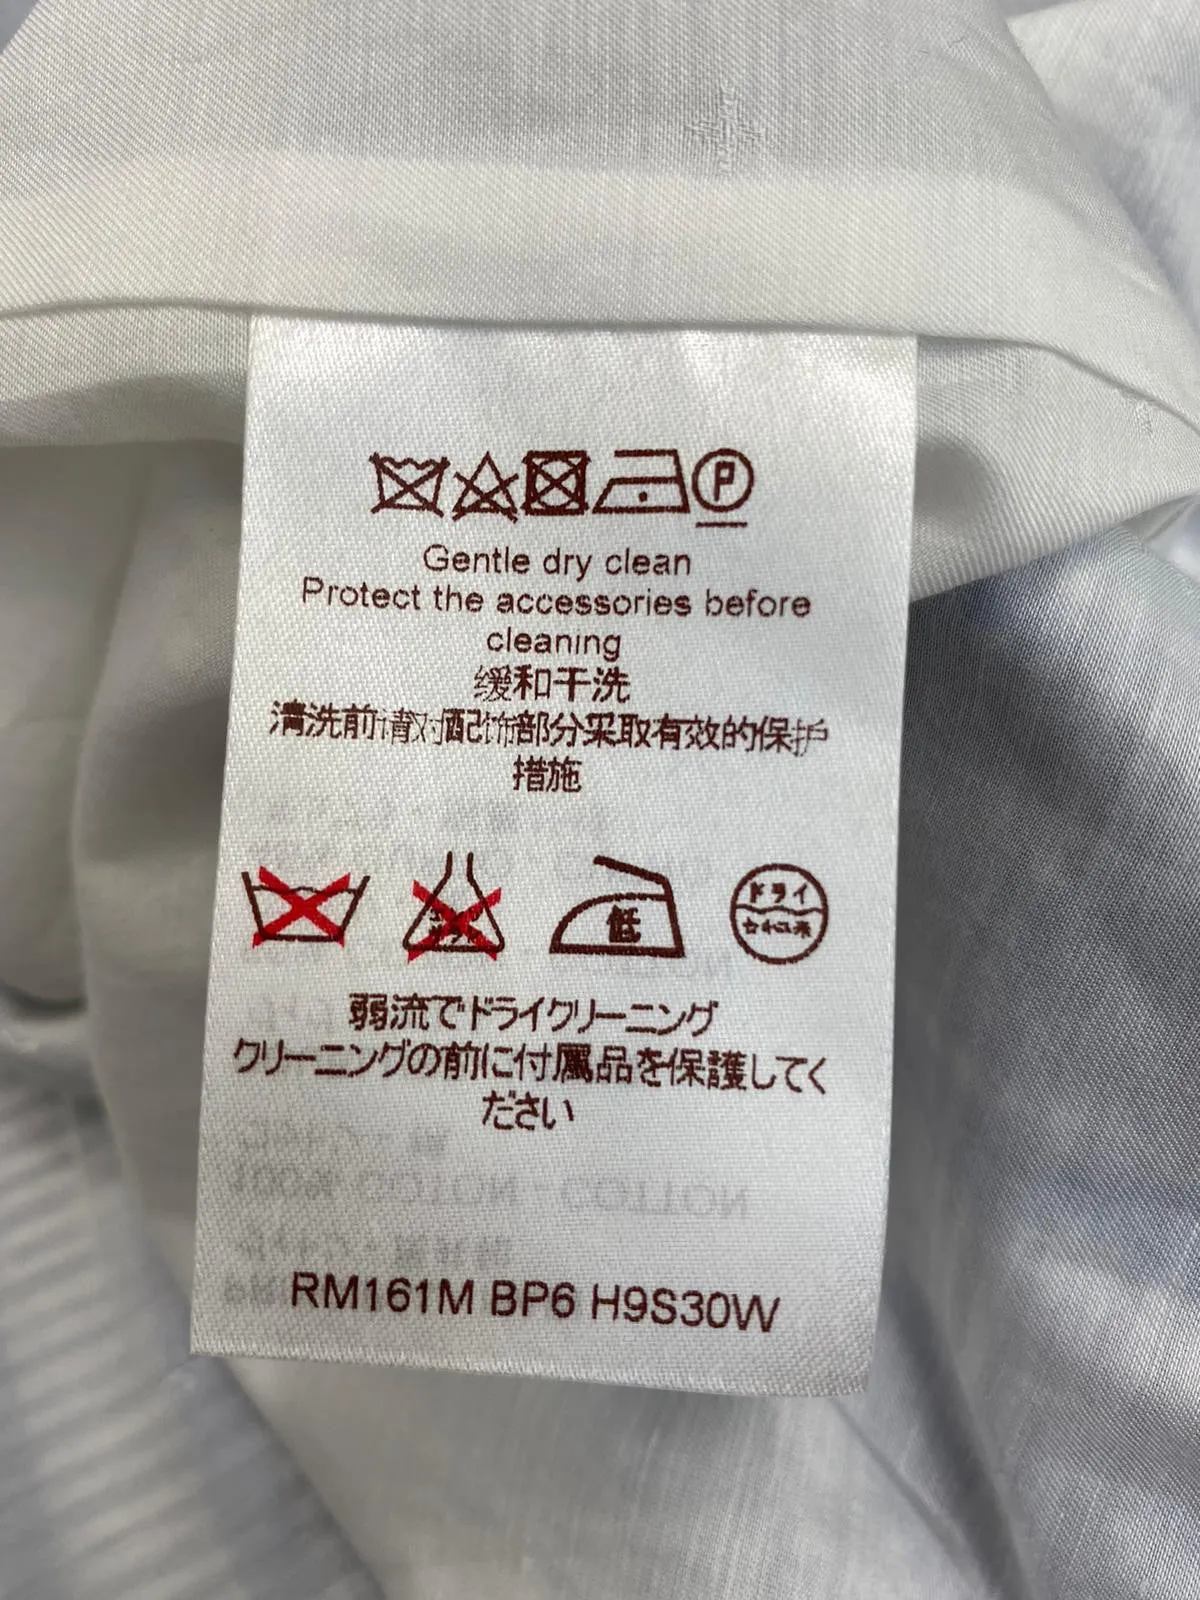 P
Gentle dry clean
Protect the accessories before
cleaning
缓和干洗
清洗前请对配饰部分采取有效的保护
措施
低
ドライ
弱流でドライクリーニング
クリーニングの前に付属品を保護してく
ださい
100% COTON - COTTON
RM161M BP6 H9S30W